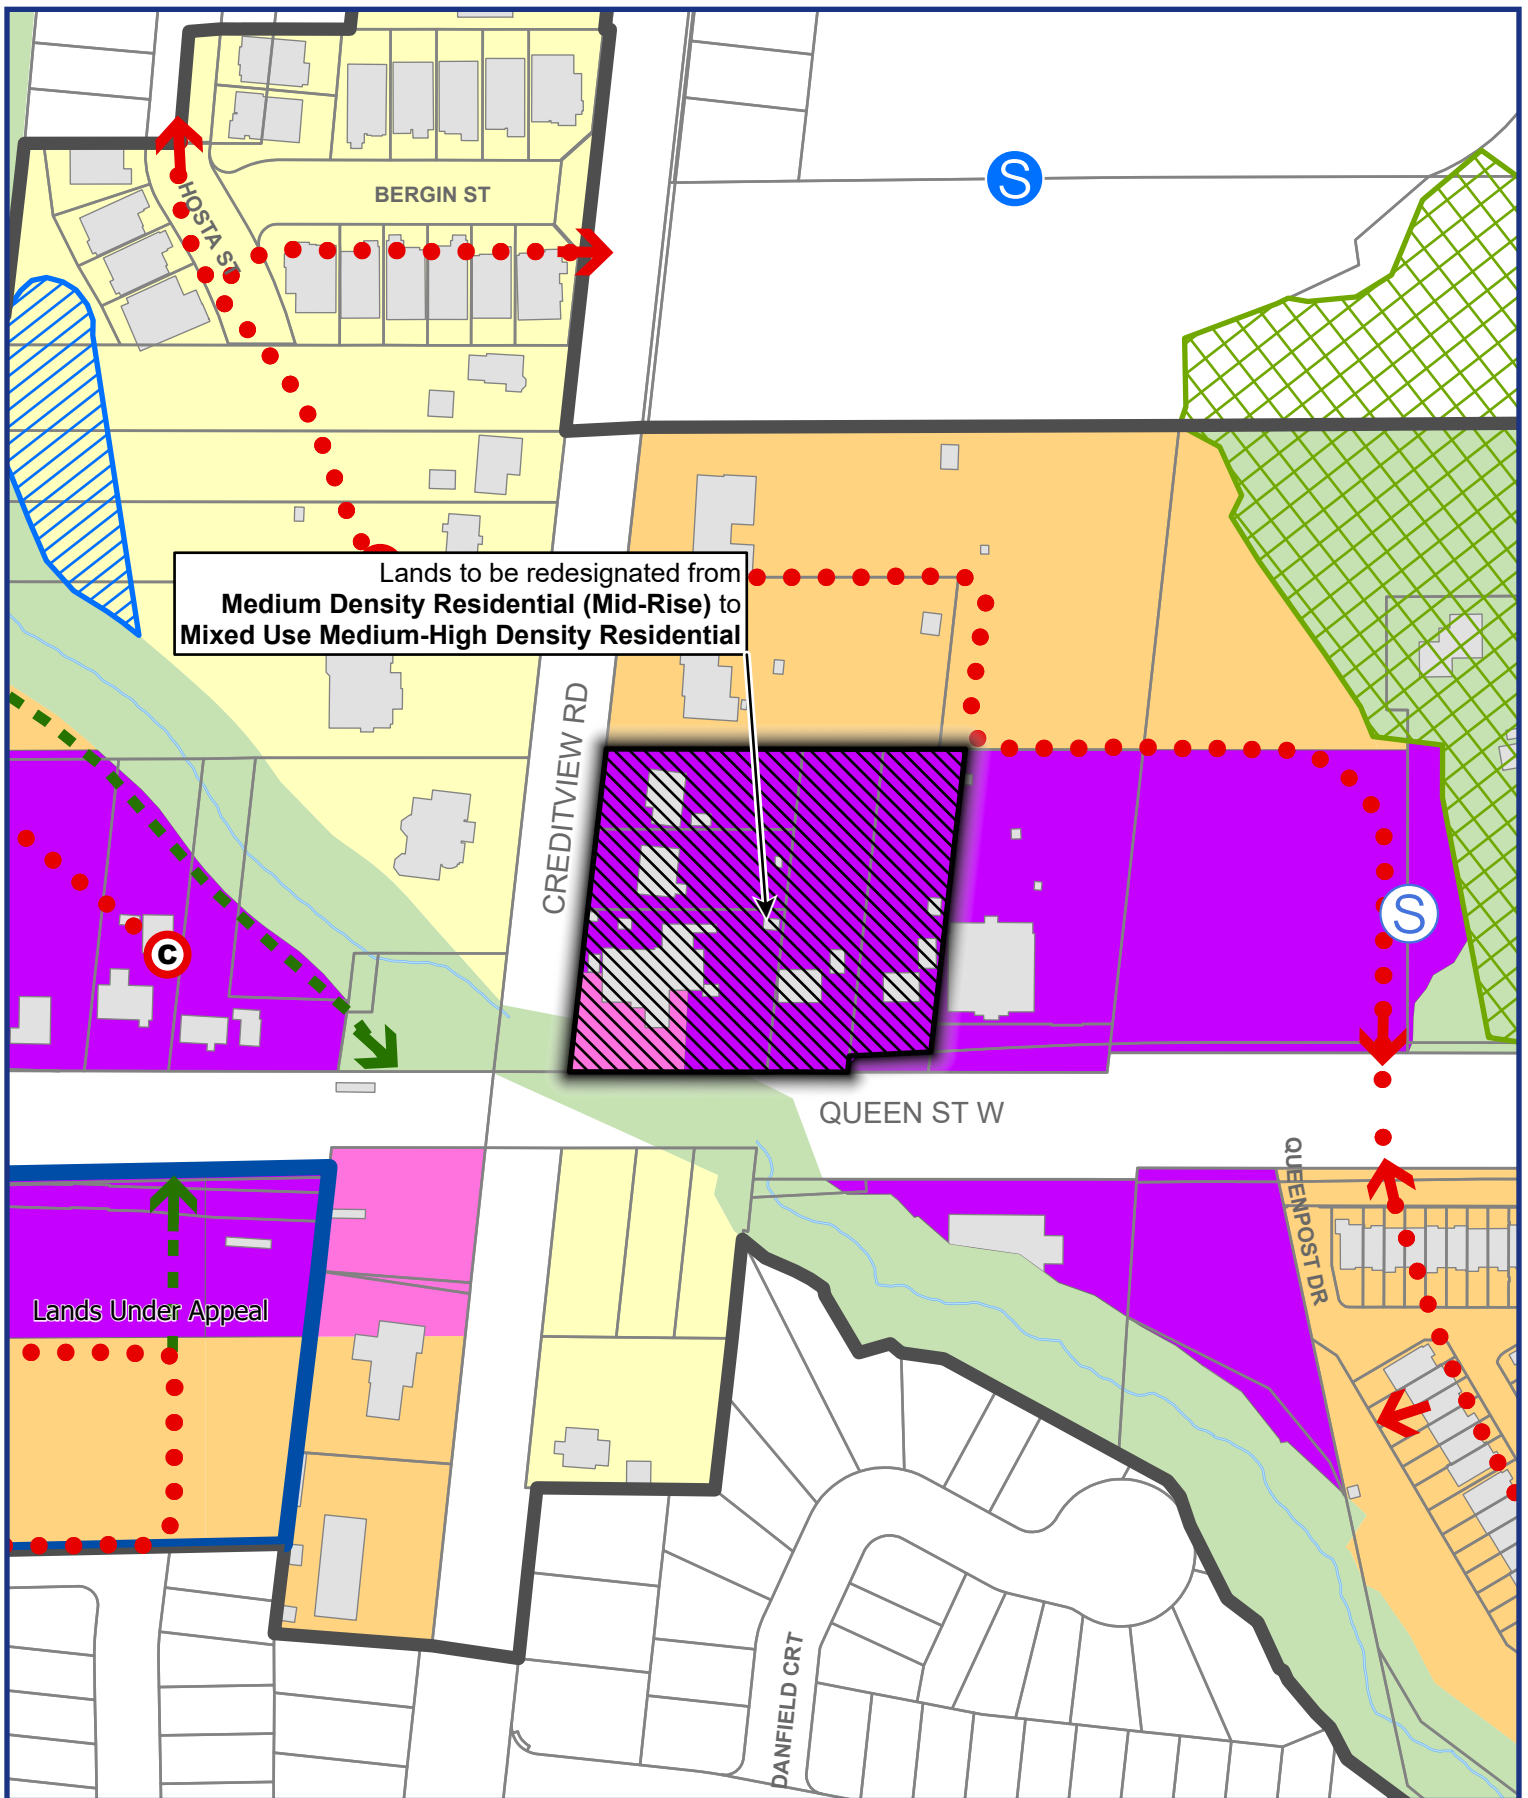 S
BERGIN ST
HOSTA ST
Lands to be redesignated from
Medium Density Residential (Mid-Rise) to
Mixed Use Medium-High Density Residential
CREDITVIEW RD
S
C
QUEEN ST W
QUEENPOST DR
Lands Under Appeal
DANFIELD CRT